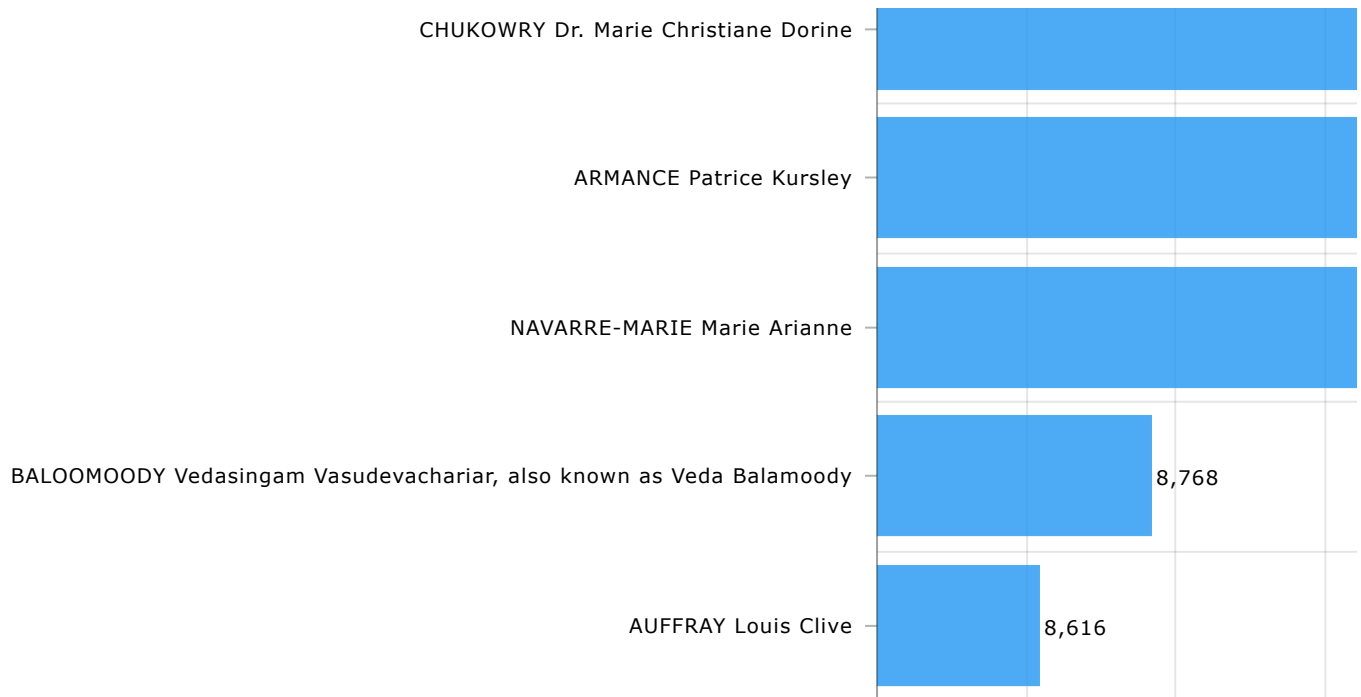 CHUKOWRY Dr. Marie Christiane Dorine
ARMANCE Patrice Kursley
NAVARRE-MARIE Marie Arianne
BALOOMOODY Vedasingam Vasudevachariar, also known as Veda Balamoody
8,768
AUFFRAY Louis Clive
8,616